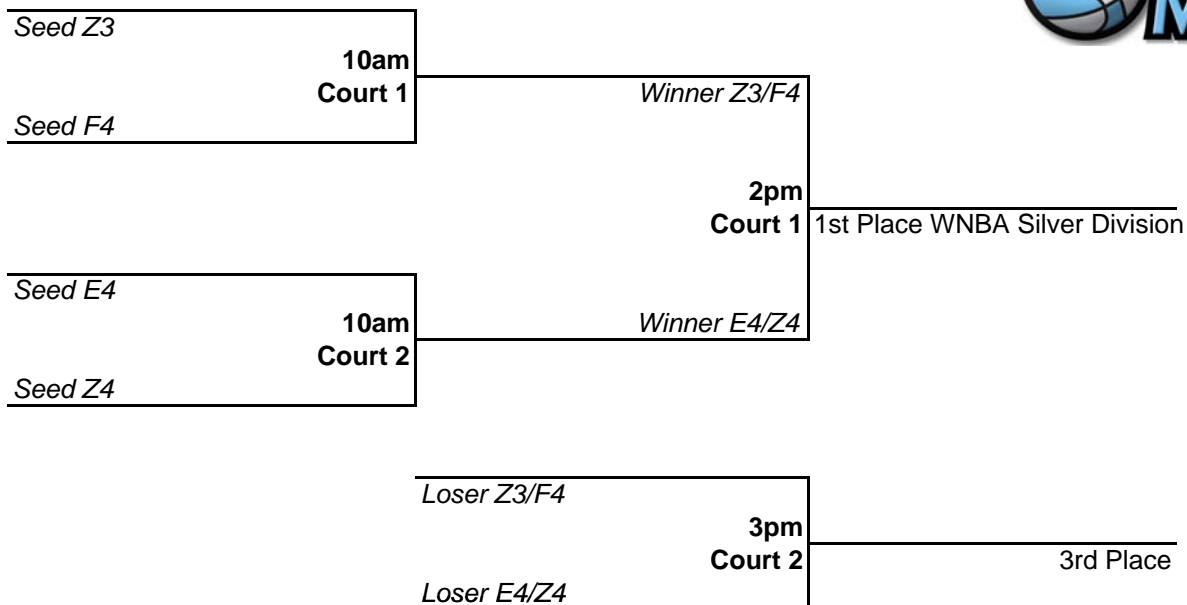 Seed Z3
10am
Court 1
Winner Z3/F4
Seed F4
2pm
Court 1
1st Place WNBA Silver Division
Seed E4
10am
Winner E4/Z4
Court 2
Seed Z4
Loser Z3/F4
3pm
Court 2
3rd Place
Loser E4/Z4